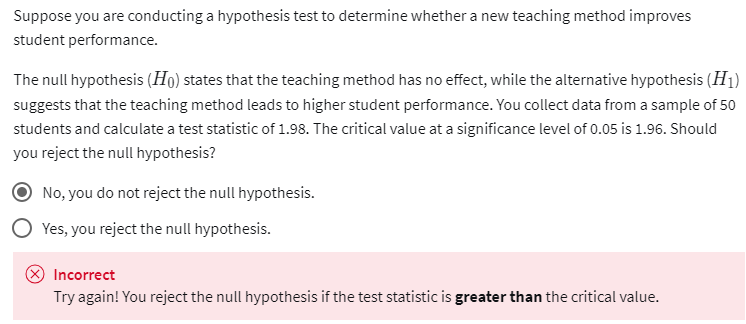 Suppose you are conducting a hypothesis test to determine whether a new teaching method improves
student performance.
The null hypothesis (H₀) states that the teaching method has no effect, while the alternative hypothesis (H₁)
suggests that the teaching method leads to higher student performance. You collect data from a sample of 50
students and calculate a test statistic of 1.98. The critical value at a significance level of 0.05 is 1.96. Should
you reject the null hypothesis?
No, you do not reject the null hypothesis.
Yes, you reject the null hypothesis.
Incorrect
Try again! You reject the null hypothesis if the test statistic is greater than the critical value.